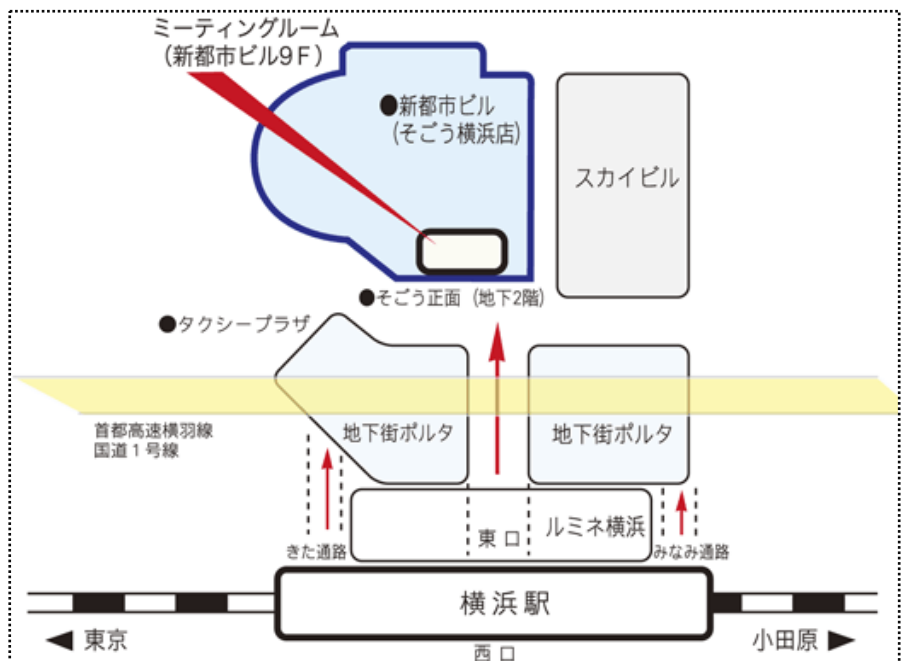 ミーティングルーム
(新都市ビル9F)
●新都市ビル
(そごう横浜店)
スカイビル
●そごう正面 (地下2階)
●タクシープラザ
首都高速横羽線
国道1号線
地下街ポルタ
地下街ポルタ
東口
ルミネ横浜
きた通路
みなみ通路
横浜駅
◀東京
小田原▶
西口